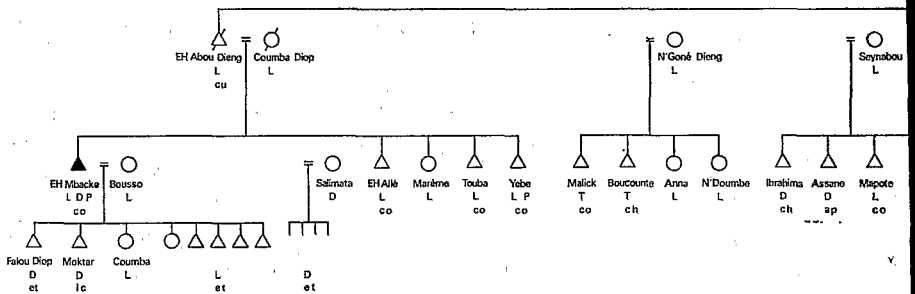 EH Abou Dieng Coumba Diop N'Goné Dieng Seynabou
L L L L
cu
EH Mbacke Bousso Salimata EH Allé Marème Touba Yebe Malick Boucounte Anna N'Doumbe Ibrahima Assane Mapote
L D P L D L L L L P T T L L D D L
co co co co co ch ch ap co
Falou Diop Moktar Coumba
D D L L D
et lc et et
Y